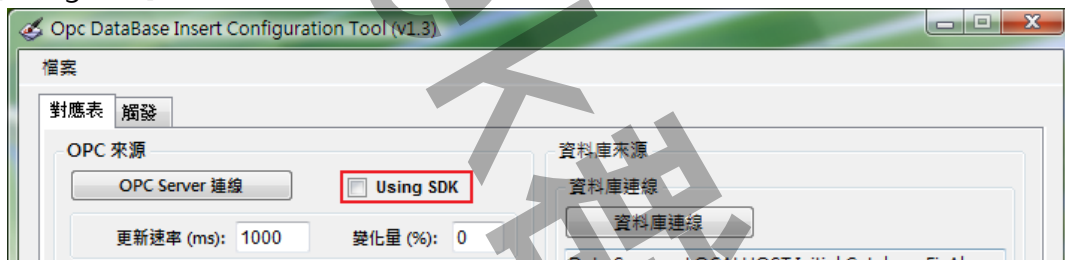 Opc DataBase Insert Configuration Tool (v1.3)
檔案
對應表 觸發
OPC 來源
OPC Server 連線
Using SDK
更新速率 (ms): 1000 變化量 (%): 0
資料庫來源
資料庫連線
資料庫連線